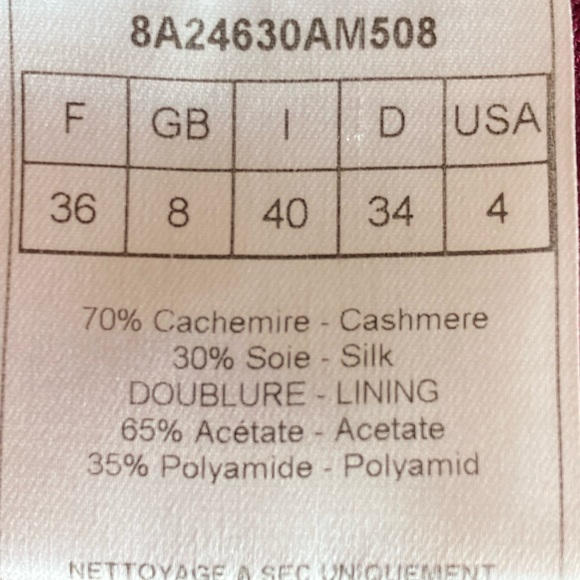 8A24630AM508
F GB I D USA
36 8 40 34 4
70% Cachemire - Cashmere
30% Soie - Silk
DOUBLURE - LINING
65% Acétate - Acetate
35% Polyamide - Polyamid
NETTOYAGE A SEC UNIQUEMENT